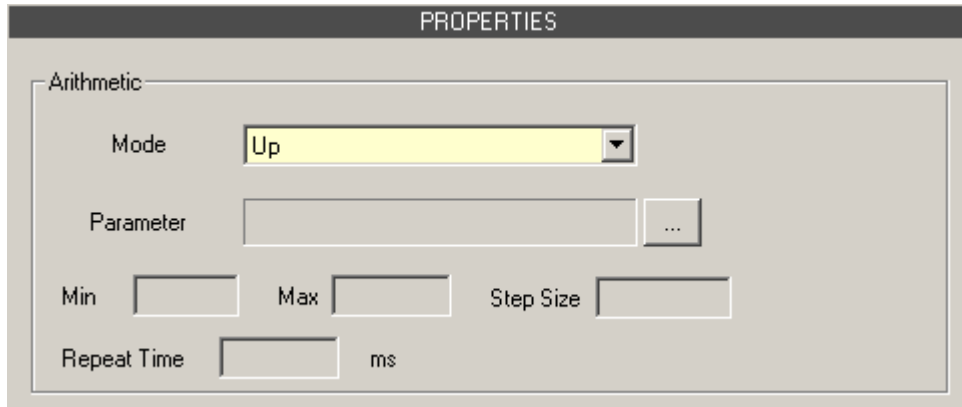 PROPERTIES
Arithmetic
Mode Up
Parameter ...
Min Max Step Size
Repeat Time ms